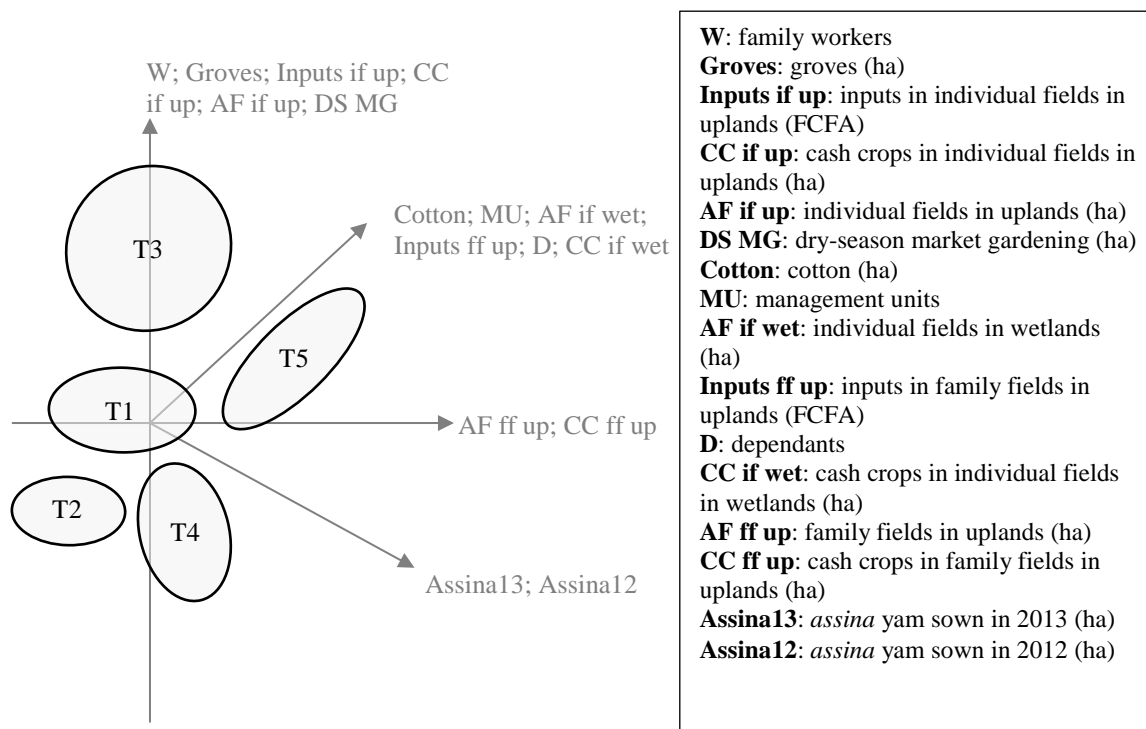 W; Groves; Inputs if up; CC
if up; AF if up; DS MG
T3
Cotton; MU; AF if wet;
Inputs ff up; D; CC if wet
T5
T1
AF ff up; CC ff up
T2
T4
Assina13; Assina12
W: family workers
Groves: groves (ha)
Inputs if up: inputs in individual fields in
uplands (FCFA)
CC if up: cash crops in individual fields in
uplands (ha)
AF if up: individual fields in uplands (ha)
DS MG: dry-season market gardening (ha)
Cotton: cotton (ha)
MU: management units
AF if wet: individual fields in wetlands
(ha)
Inputs ff up: inputs in family fields in
uplands (FCFA)
D: dependants
CC if wet: cash crops in individual fields
in wetlands (ha)
AF ff up: family fields in uplands (ha)
CC ff up: cash crops in family fields in
uplands (ha)
Assina13: assina yam sown in 2013 (ha)
Assina12: assina yam sown in 2012 (ha)